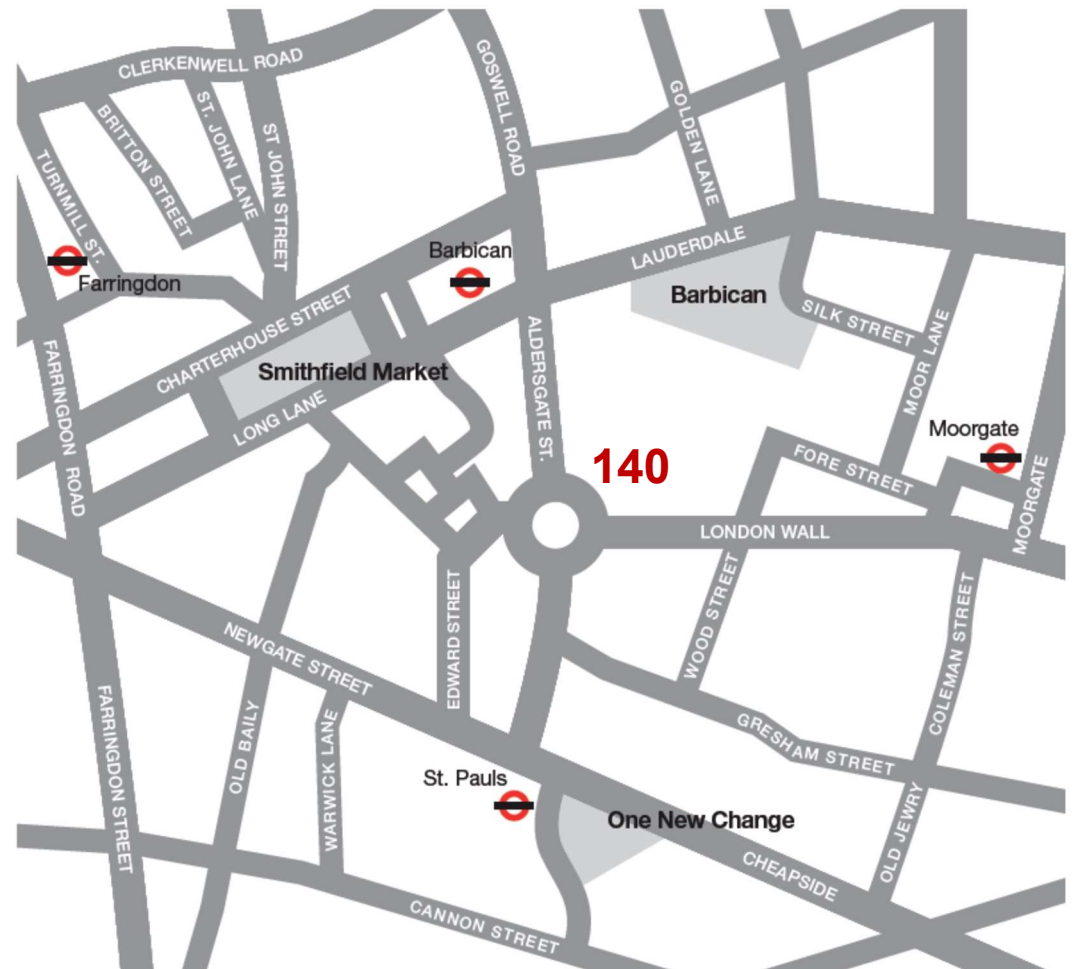 CLERKENWELL ROAD
GOSWELL ROAD
GOLDEN LANE
BRITTON STREET
ST. JOHN LANE
ST JOHN STREET
TURNMILL ST.
Farringdon
Barbican
LAUDERDALE
Barbican
SILK STREET
CHARTERHOUSE STREET
Smithfield Market
LONG LANE
ALDERSGATE ST.
MOOR LANE
FARRINGDON ROAD
140
Moorgate
FORE STREET
MOORGATE
LONDON WALL
EDWARD STREET
WOOD STREET
COLEMAN STREET
NEWGATE STREET
FARRINGDON STREET
OLD BAILY
WARWICK LANE
GRESHAM STREET
St. Pauls
One New Change
OLD JEWRY
CHEAPSIDE
CANNON STREET